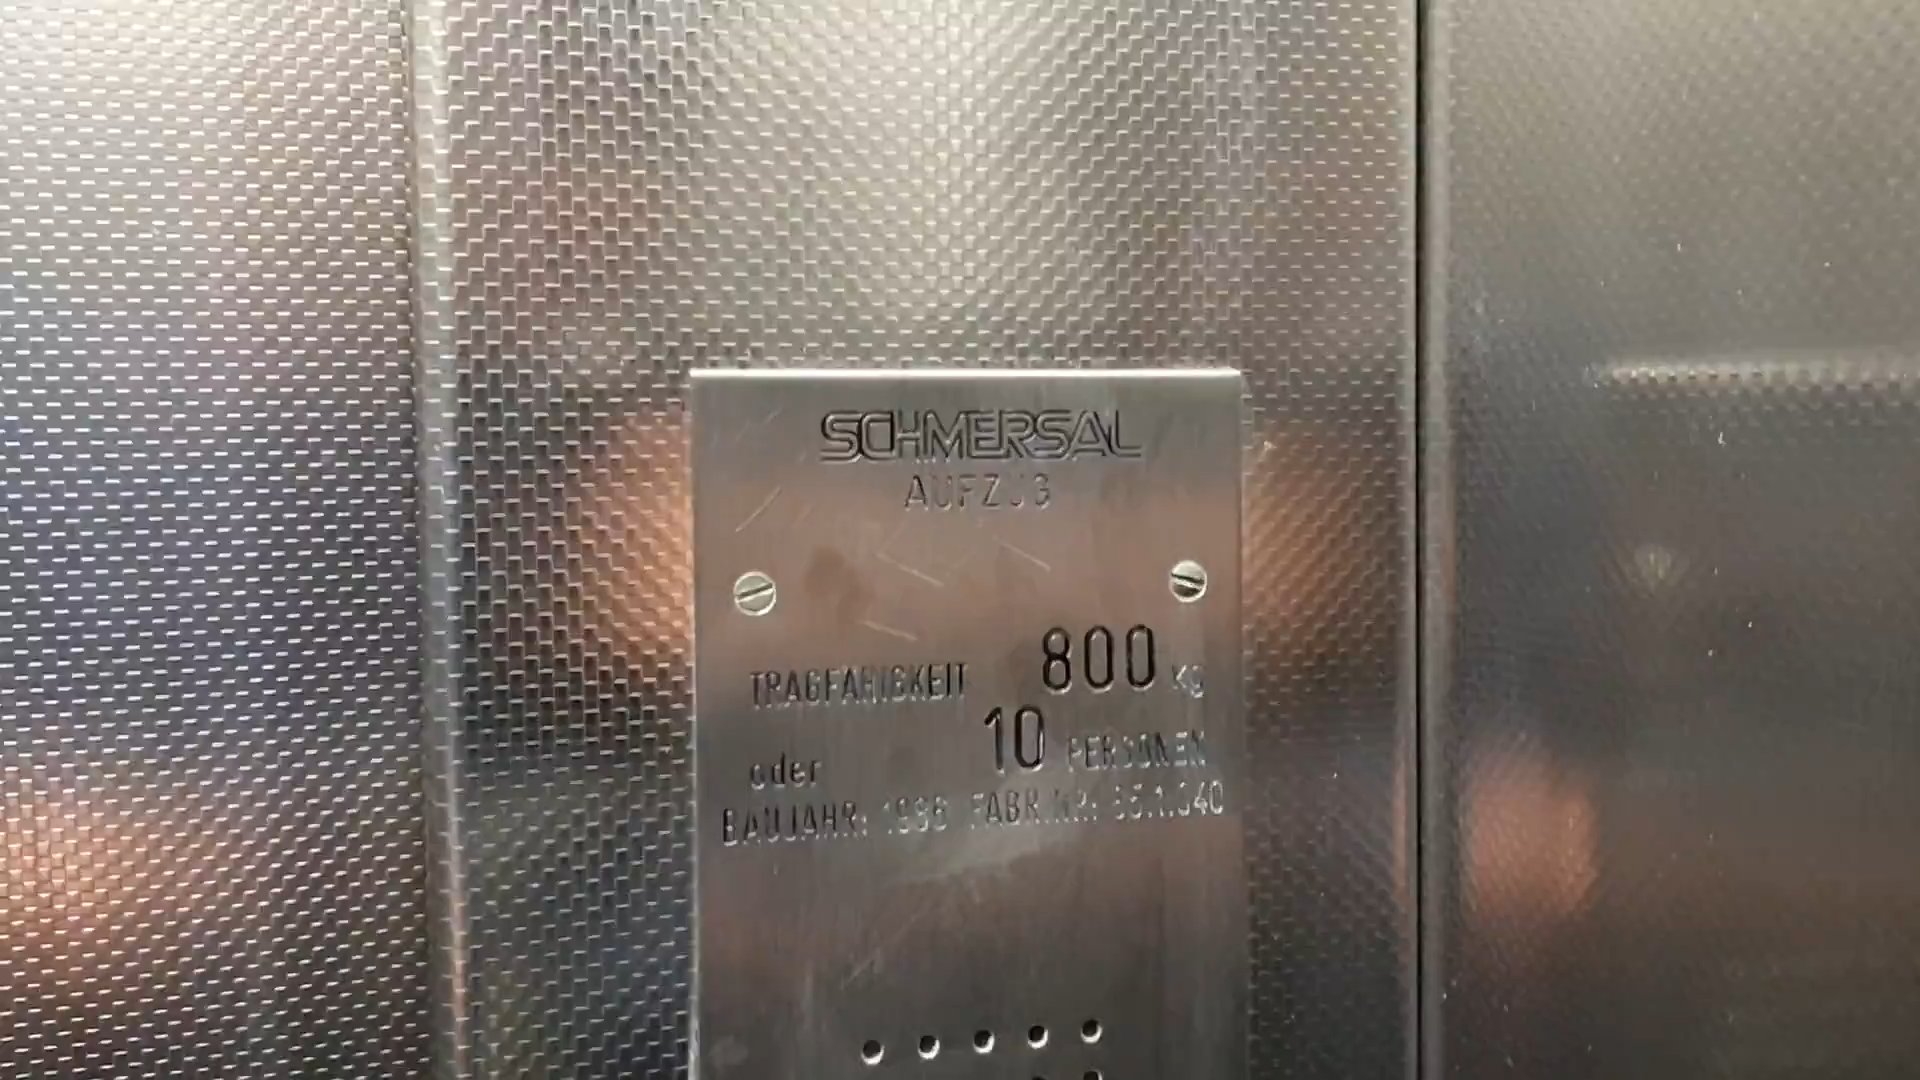 SCHMERSAL
AUFZUG
TRAGFÄHIGKEIT 800 kg
oder 10 PERSONEN
BAUJAHR: FABR.NR: